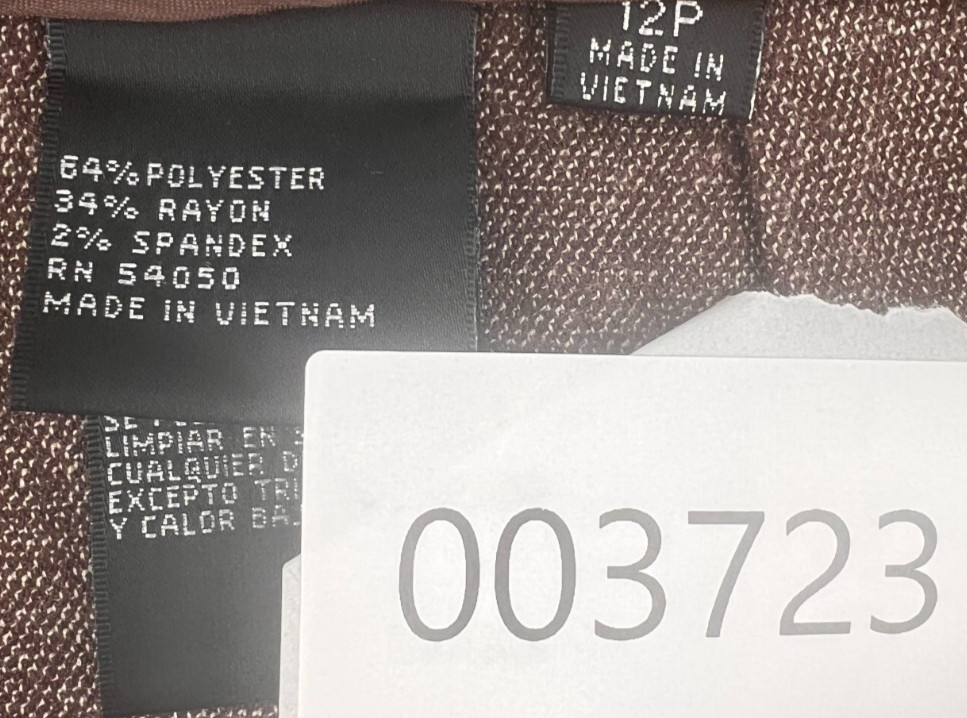 12P
MADE IN
VIETNAM
64% POLYESTER
34% RAYON
2% SPANDEX
RN 54050
MADE IN VIETNAM
LIMPIAR EN
CUALQUIER
EXCEPTO
Y CALOR
003723